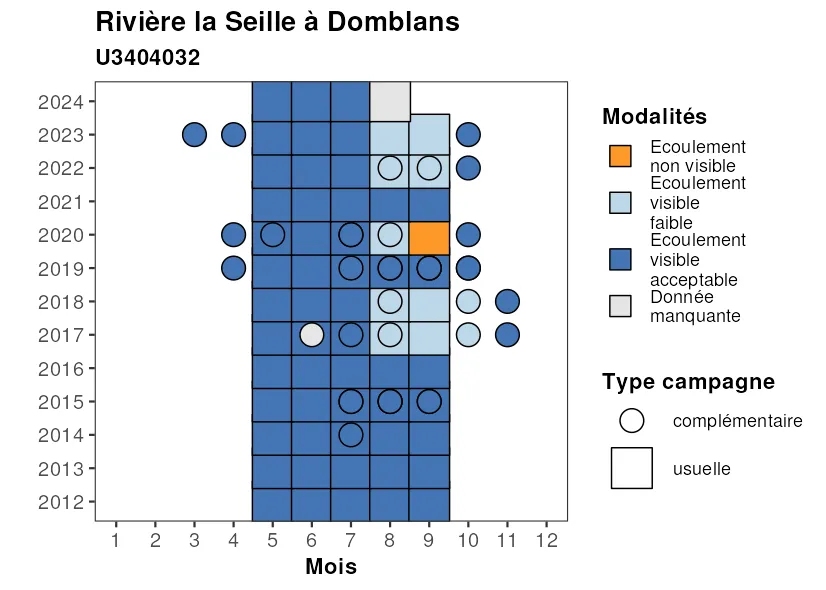 Rivière la Seille à Domblans
U3404032
2024
2023
2022
2021
2020
2019
2018
2017
2016
2015
2014
2013
2012
1 2 3 4 5 6 7 8 9 10 11 12
Mois
Modalités
Ecoulement
non visible
Ecoulement
visible
faible
Ecoulement
visible
acceptable
Donnée
manquante
Type campagne
complémentaire
usuelle